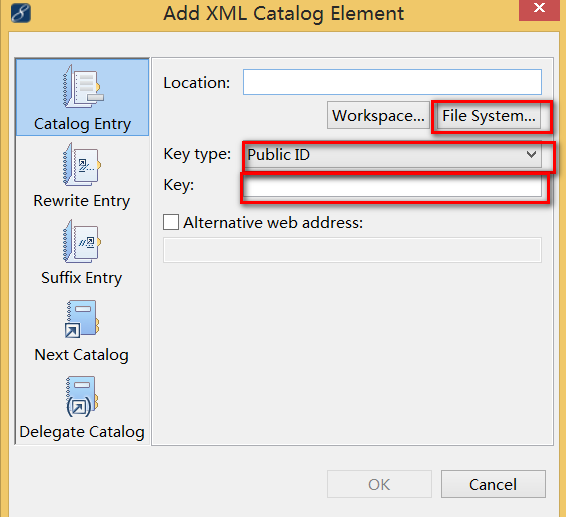 Add XML Catalog Element
Catalog Entry
Rewrite Entry
Suffix Entry
Next Catalog
Delegate Catalog
Location:
Workspace... File System...
Key type: Public ID
Key:
Alternative web address:
OK Cancel